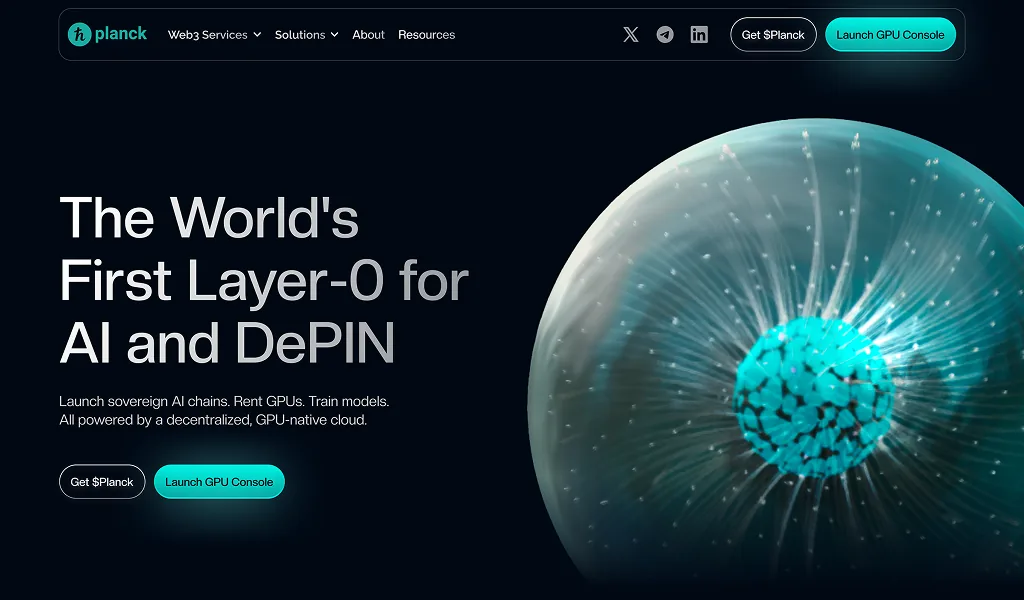 ħ planck
Web3 Services
Solutions
About
Resources
Get $Planck
Launch GPU Console
The World's
First Layer-0 for
AI and DePIN
Launch sovereign AI chains. Rent GPUs. Train models.
All powered by a decentralized, GPU-native cloud.
Get $Planck
Launch GPU Console